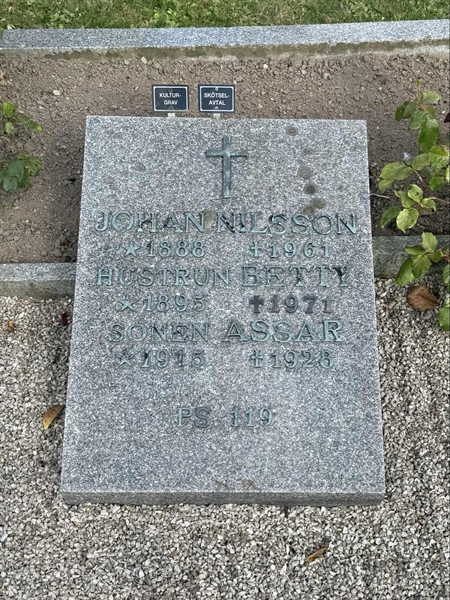 KULTUR-
GRAV
SKÖTSEL-
AVTAL
JOHAN NILSSON
*1888 †1961
HUSTRUN BETTY
*1895 †1971
SONEN ASSAR
*1915 †1928
PS. 119